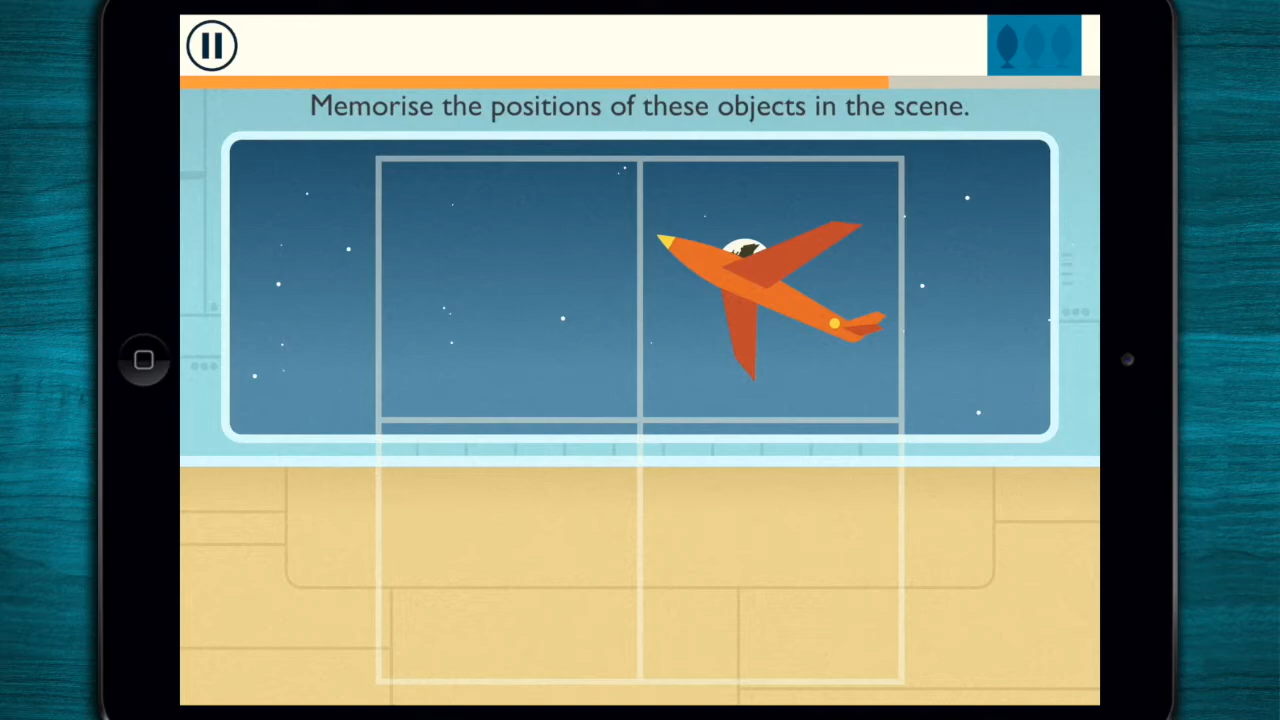 Memorise the positions of these objects in the scene.